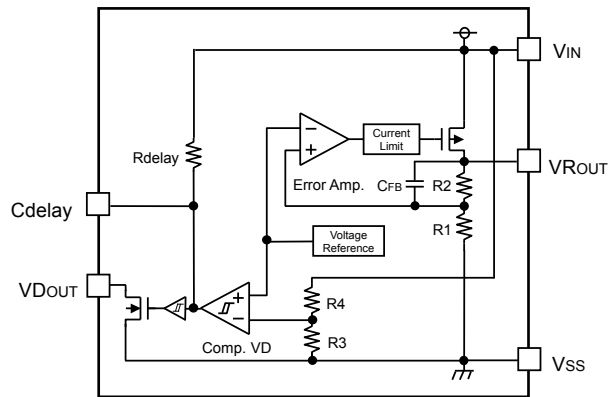 VIN
Rdelay
Current
Limit
VROUT
Error Amp.
CFB
R2
Cdelay
R1
Voltage
Reference
VDOUT
R4
R3
Comp. VD
VSS